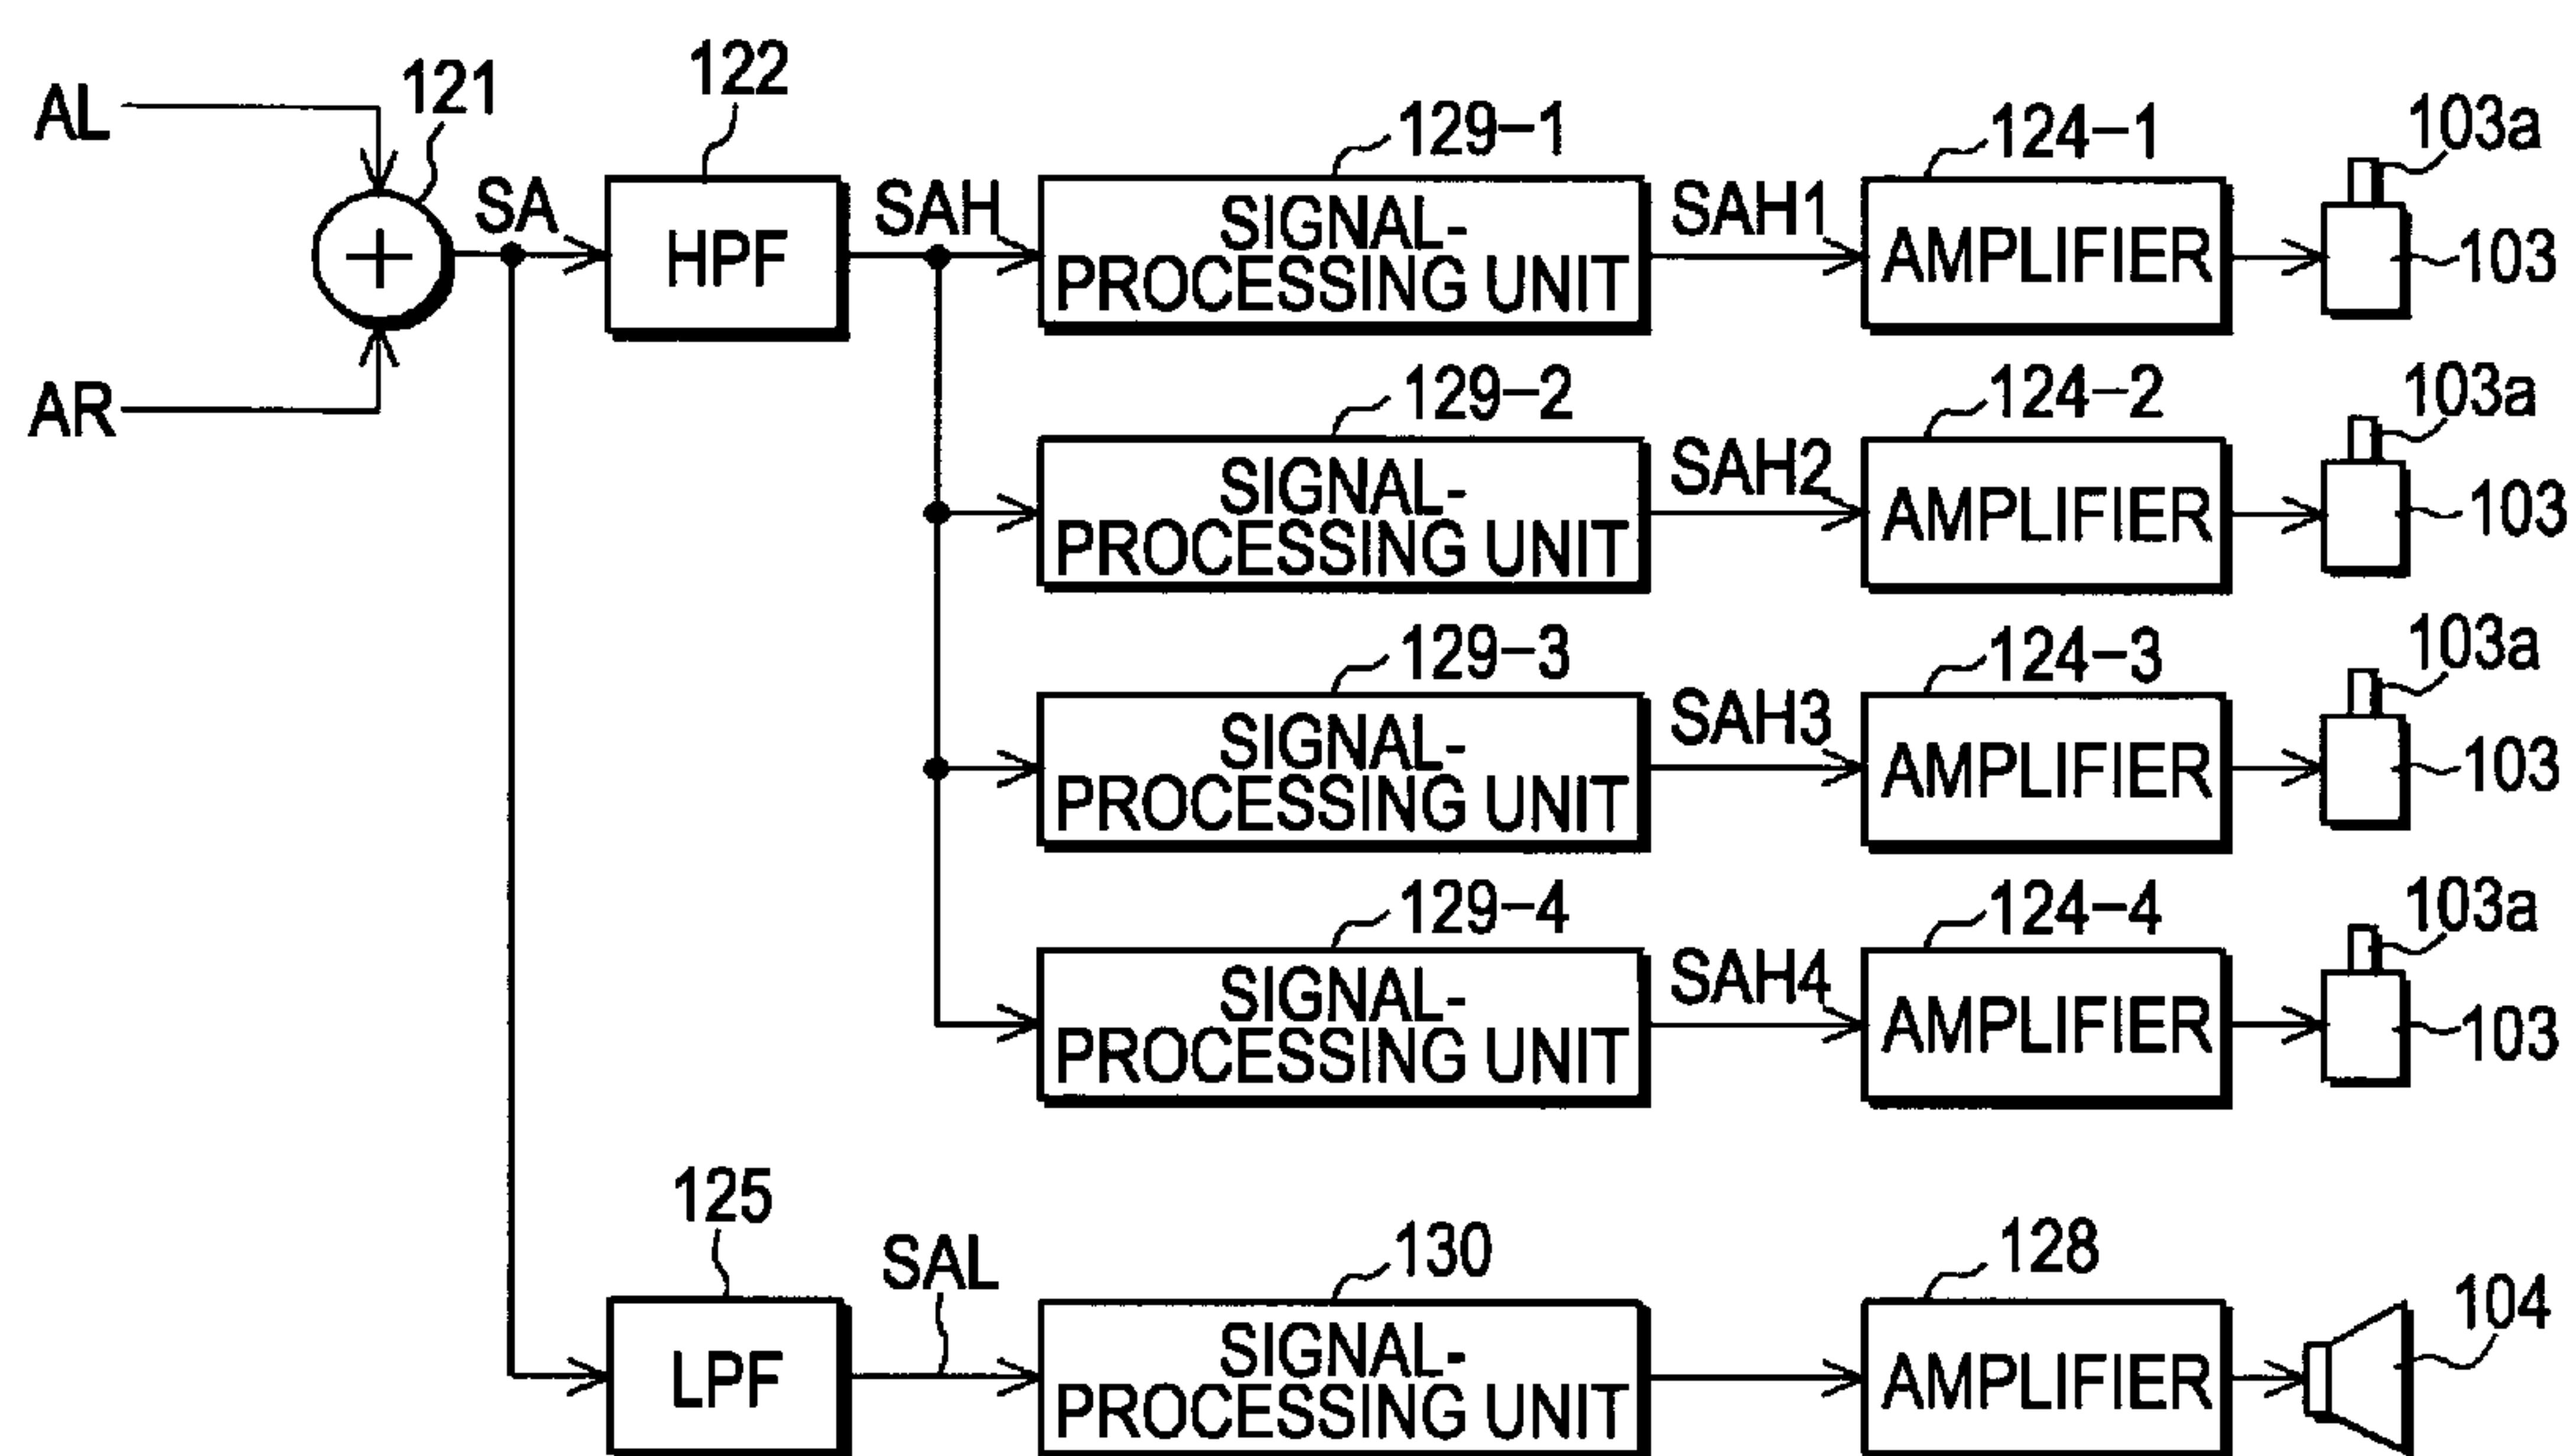 AL
121
122
129-1
124-1
103a
SA
HPF
SAH
SIGNAL-
PROCESSING UNIT
SAH1
AMPLIFIER
103
+
AR
129-2
124-2
103a
SIGNAL-
PROCESSING UNIT
SAH2
AMPLIFIER
103
129-3
124-3
103a
SIGNAL-
PROCESSING UNIT
SAH3
AMPLIFIER
103
129-4
124-4
103a
SIGNAL-
PROCESSING UNIT
SAH4
AMPLIFIER
103
125
SAL
130
128
104
LPF
SIGNAL-
PROCESSING UNIT
AMPLIFIER